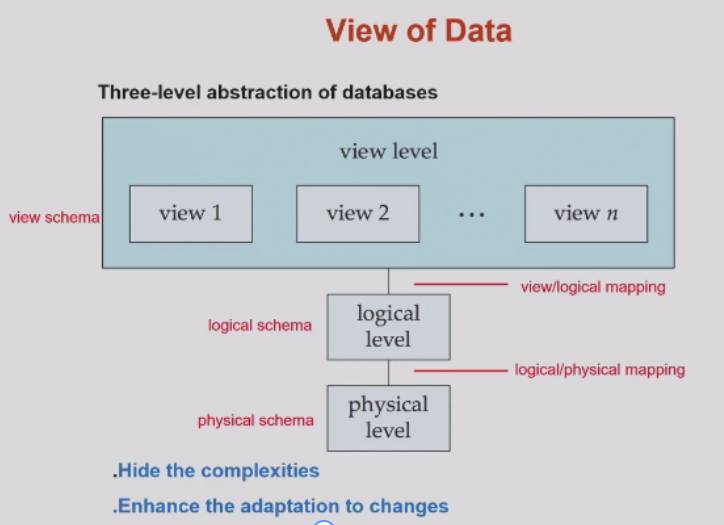 View of Data
Three-level abstraction of databases
view level
view schema
view 1
view 2
...
view n
view/logical mapping
logical schema
logical
level
logical/physical mapping
physical schema
physical
level
.Hide the complexities
.Enhance the adaptation to changes